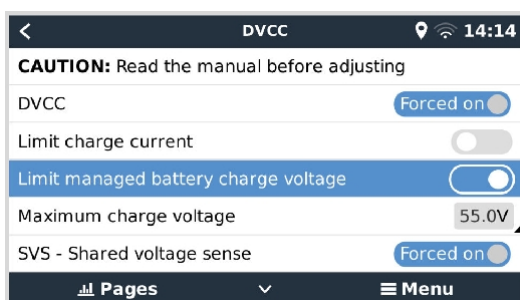 DVCC 14:14
CAUTION: Read the manual before adjusting
DVCC Forced on
Limit charge current
Limit managed battery charge voltage
Maximum charge voltage 55.0V
SVS - Shared voltage sense Forced on
Pages Menu